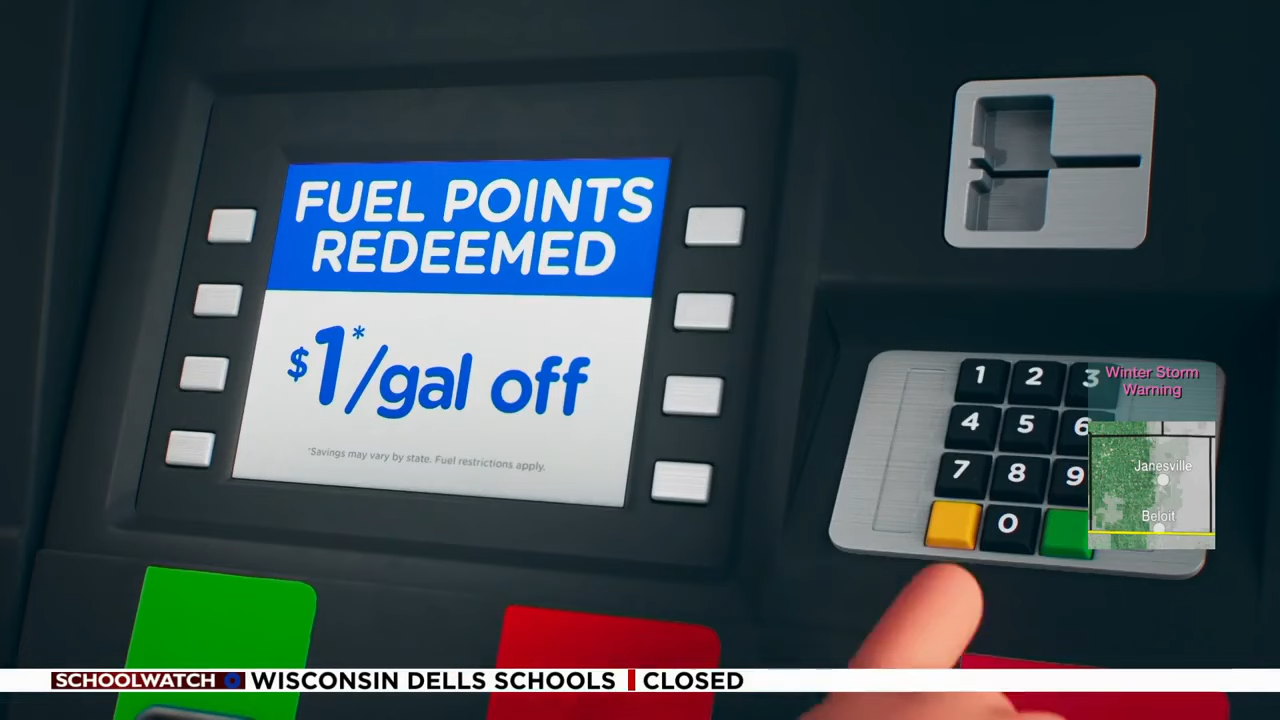 FUEL POINTS
REDEEMED
$1*/gal off
*Savings may vary by state. Fuel restrictions apply.
1 2 3
4 5 6
7 8 9
0
Winter Storm
Warning
Janesville
Beloit
SCHOOLWATCH WISCONSIN DELLS SCHOOLS CLOSED